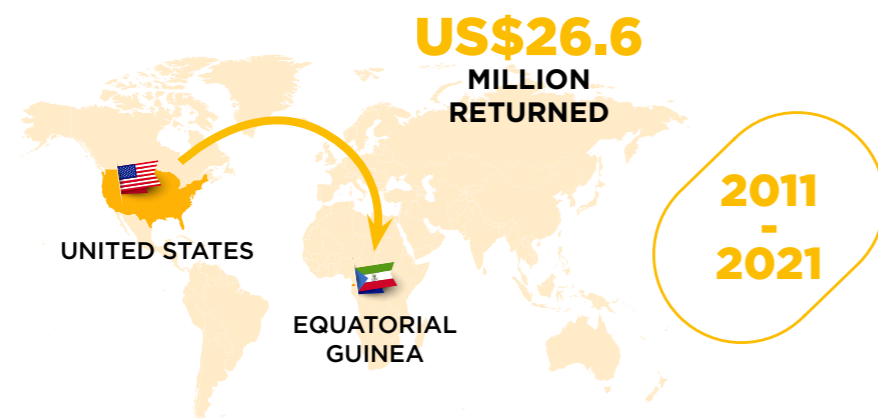 US$26.6
MILLION
RETURNED
2011
-
2021
UNITED STATES
EQUATORIAL
GUINEA